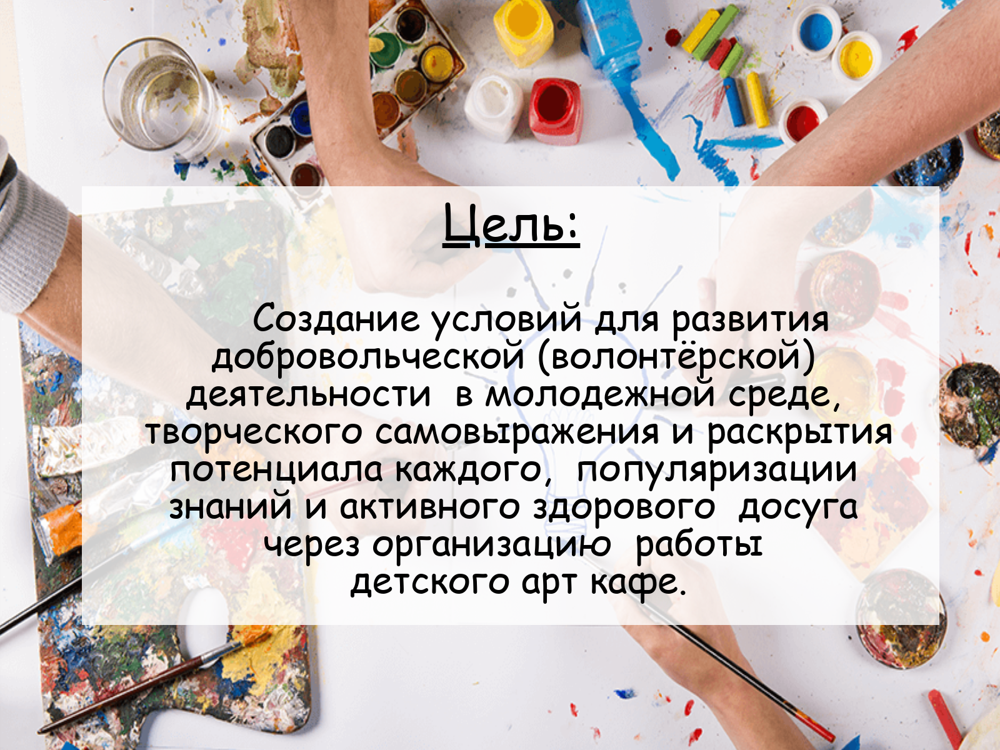 Цель:
Создание условий для развития
добровольческой (волонтёрской)
деятельности в молодежной среде,
творческого самовыражения и раскрытия
потенциала каждого, популяризации
знаний и активного здорового досуга
через организацию работы
детского арт кафе.